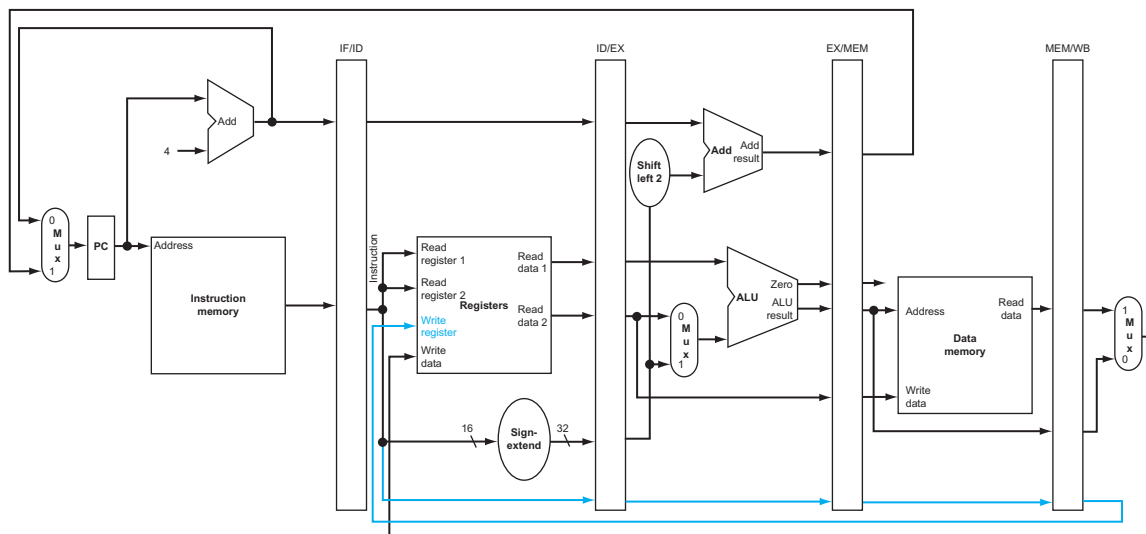 IF/ID
ID/EX
EX/MEM
MEM/WB
Add
4
Add
Add
result
Shift
left 2
0
M
u
x
1
PC
Address
Instruction
memory
Instruction
Read
register 1
Read
register 2
Registers
Write
register
Write
data
Read
data 1
Read
data 2
0
M
u
x
1
Zero
ALU
ALU
result
Address
Read
data
Data
memory
Write
data
1
M
u
x
0
16
Sign-
extend
32